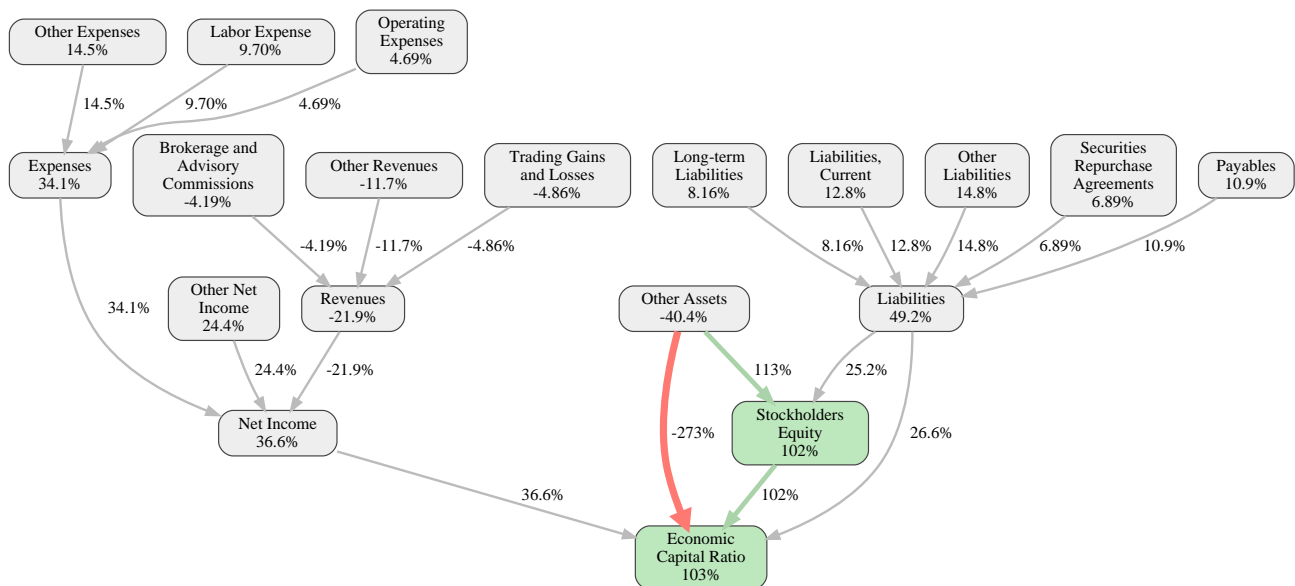 Other Expenses
14.5%
Labor Expense
9.70%
Operating
Expenses
4.69%
14.5%
9.70%
4.69%
Expenses
34.1%
Brokerage and
Advisory
Commissions
-4.19%
Other Revenues
-11.7%
Trading Gains
and Losses
-4.86%
Long-term
Liabilities
8.16%
Liabilities,
Current
12.8%
Other
Liabilities
14.8%
Securities
Repurchase
Agreements
6.89%
Payables
10.9%
-4.19%
-11.7%
-4.86%
8.16%
12.8%
14.8%
6.89%
10.9%
34.1%
Other Net
Income
24.4%
Revenues
-21.9%
Other Assets
-40.4%
Liabilities
49.2%
24.4%
-21.9%
113%
25.2%
Net Income
36.6%
-273%
Stockholders
Equity
102%
26.6%
36.6%
102%
Economic
Capital Ratio
103%